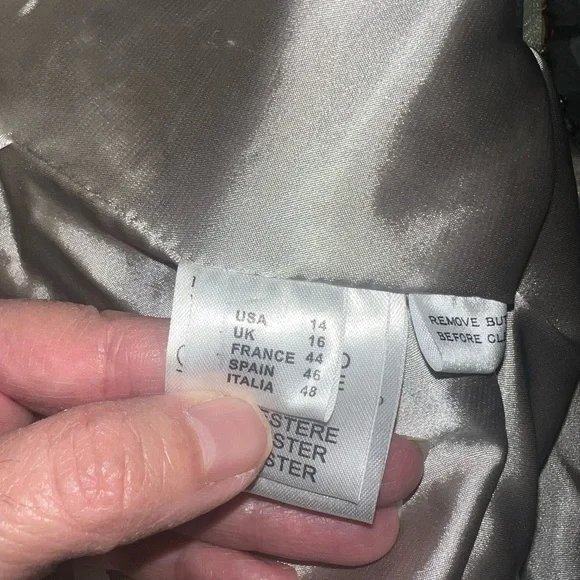 USA 14
UK 16
FRANCE 44
SPAIN 46
ITALIA 48
ESTERE
STER
STER
REMOVE BU
BEFORE CL